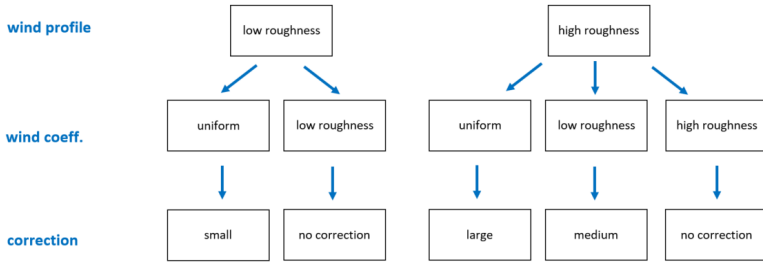 wind profile
low roughness
high roughness
wind coeff.
uniform
low roughness
uniform
low roughness
high roughness
correction
small
no correction
large
medium
no correction